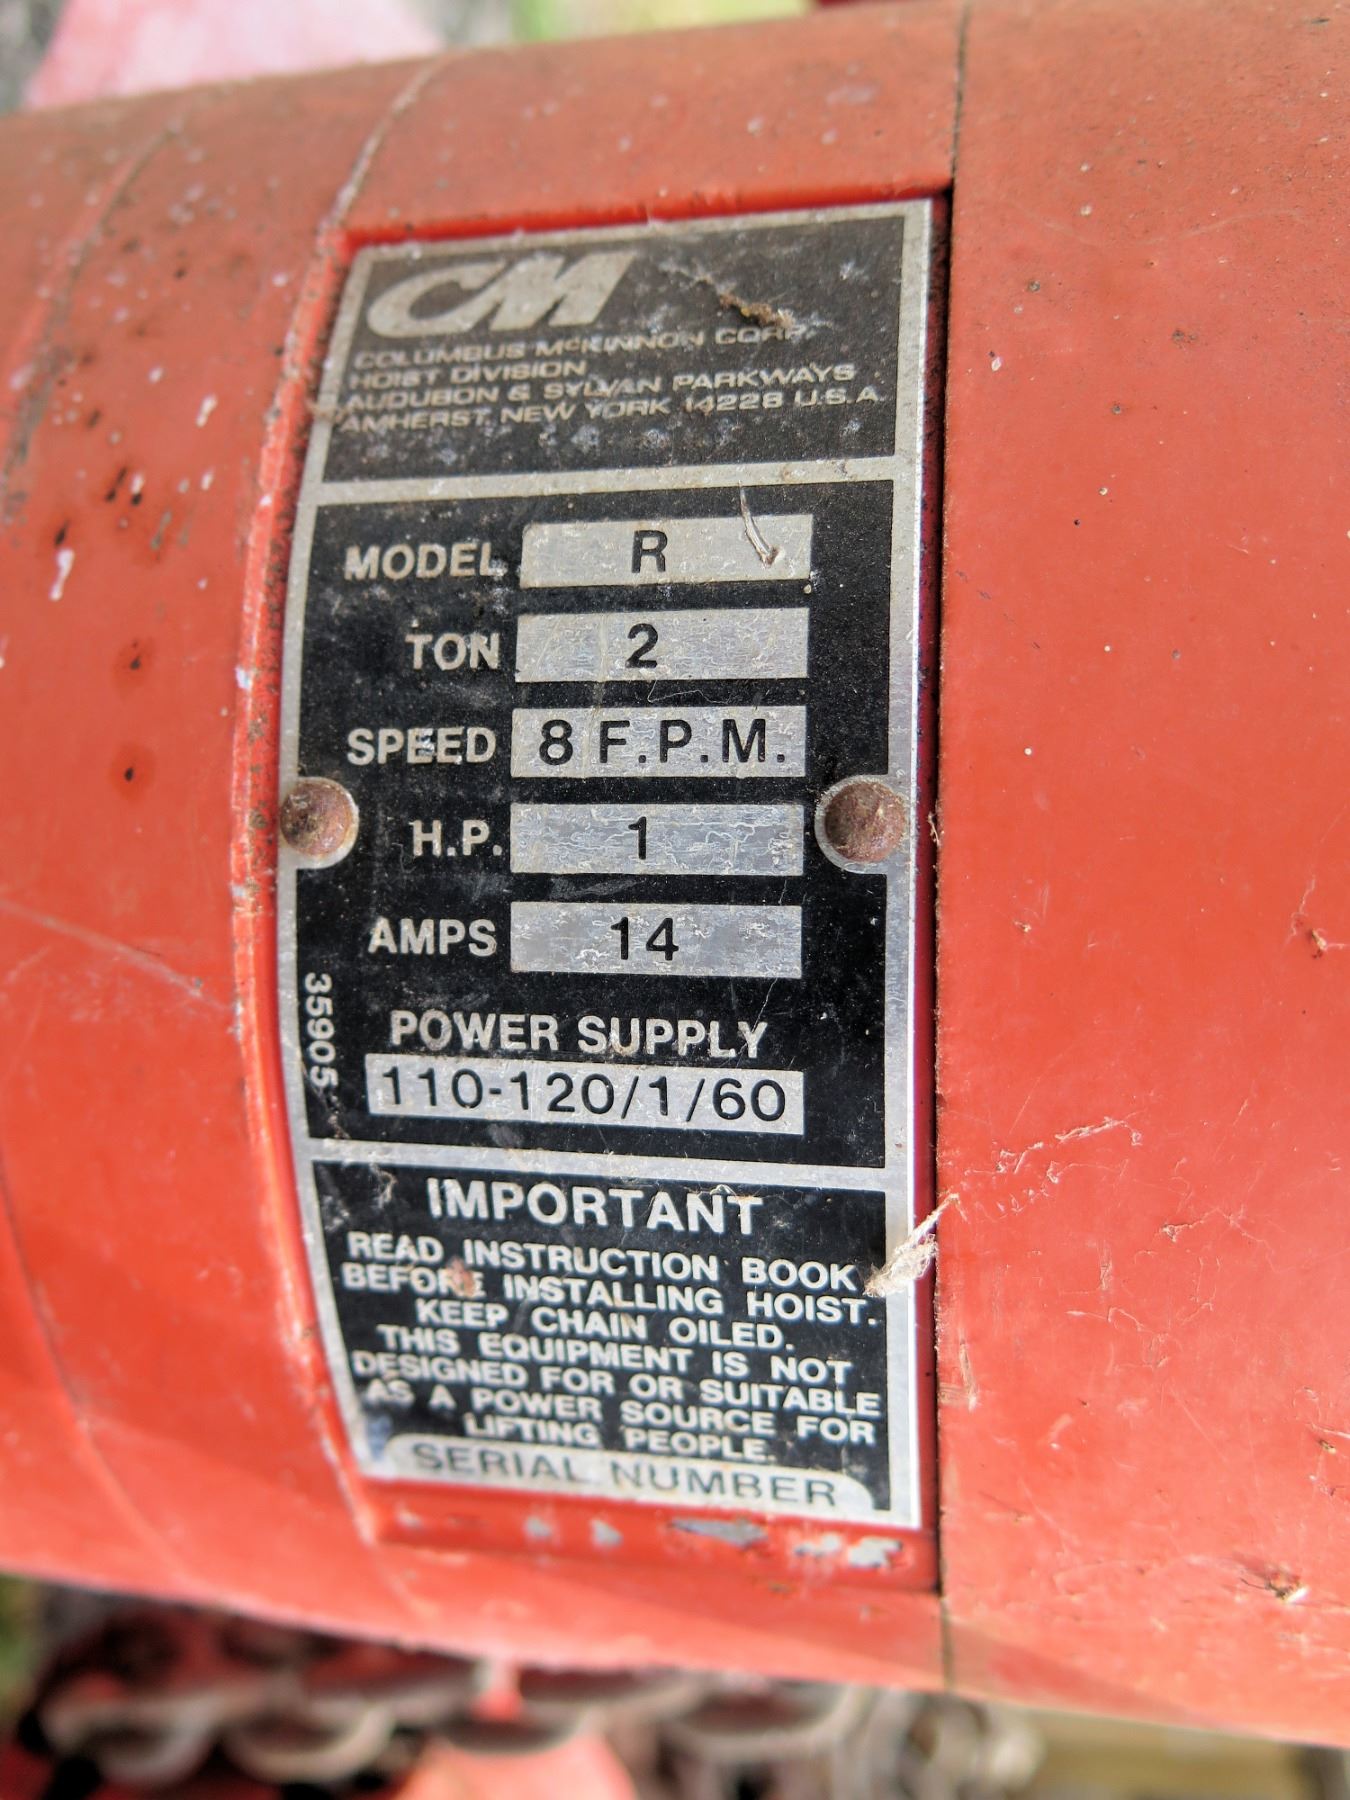 CM
COLUMBUS McKINNON CORP.
HOIST DIVISION
AUDUBON & SYLVAN PARKWAYS
AMHERST, NEW YORK 14228 U.S.A.
MODEL R
TON 2
SPEED 8 F.P.M.
H.P. 1
AMPS 14
35905
POWER SUPPLY
110-120/1/60
IMPORTANT
READ INSTRUCTION BOOK
BEFORE INSTALLING HOIST.
KEEP CHAIN OILED.
THIS EQUIPMENT IS NOT
DESIGNED FOR OR SUITABLE
AS A POWER SOURCE FOR
LIFTING PEOPLE.
SERIAL NUMBER